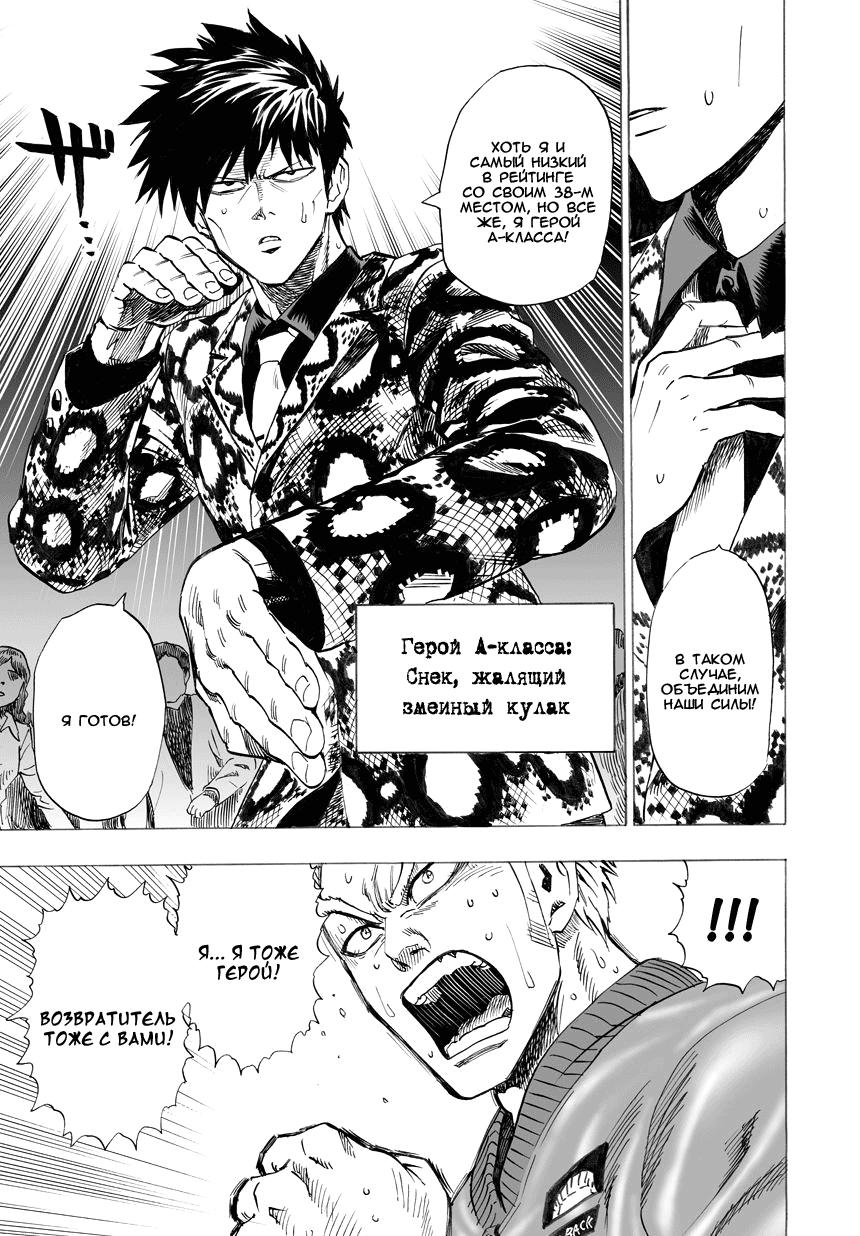 В ТАКОМ
СЛУЧАЕ,
ОБЪЕДИНИМ
НАШИ СИЛЫ!
ХОТЬ Я И
САМЫЙ НИЗКИЙ
В РЕЙТИНГЕ
СО СВОИМ 38-М
МЕСТОМ, НО ВСЕ
ЖЕ, Я ГЕРОЙ
А-КЛАССА!
Герой А-класса:
Снек, жалящий
змеиный кулак
Я ГОТОВ!
!!!
Я... Я ТОЖЕ
ГЕРОЙ!
ВОЗВРАТИТЕЛЬ
ТОЖЕ С ВАМИ!
BACK